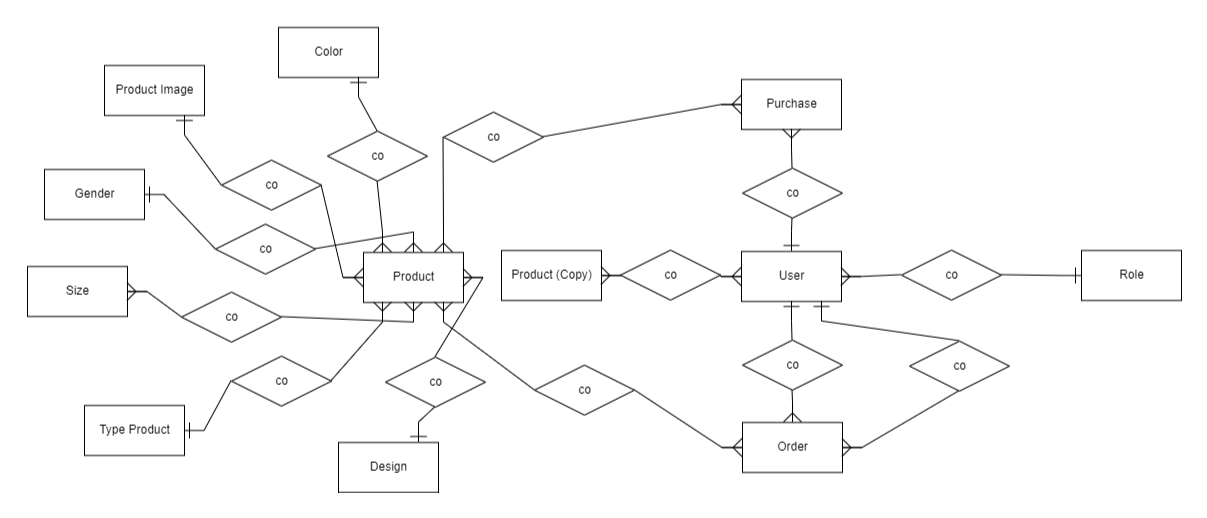 Color
Product Image
Purchase
co
co
co
co
Gender
co
co
Product
Product (Copy)
co
User
co
Role
Size
co
co
co
co
co
co
Type Product
Order
Design